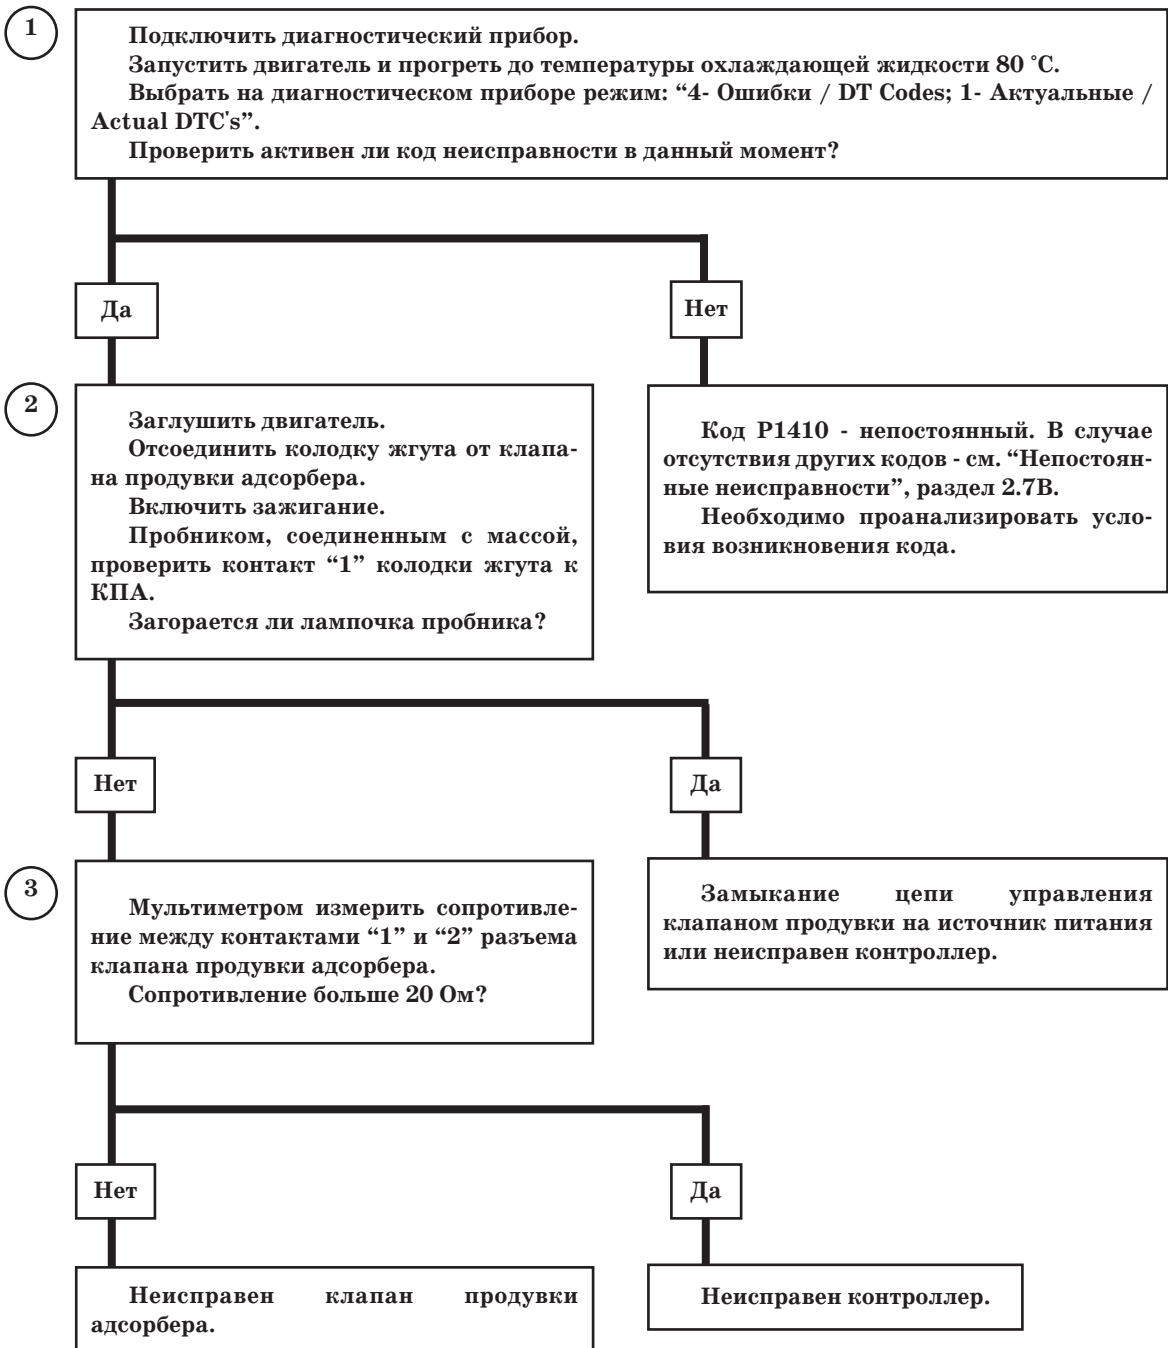 1
Подключить диагностический прибор.
Запустить двигатель и прогреть до температуры охлаждающей жидкости 80 °С.
Выбрать на диагностическом приборе режим: “4- Ошибки / DT Codes; 1- Актуальные /
Actual DTC's”.
Проверить активен ли код неисправности в данный момент?
Да
Нет
2
Заглушить двигатель.
Отсоединить колодку жгута от клапа-
на продувки адсорбера.
Включить зажигание.
Пробником, соединенным с массой,
проверить контакт “1” колодки жгута к
КПА.
Загорается ли лампочка пробника?
Код Р1410 - непостоянный. В случае
отсутствия других кодов - см. “Непостоян-
ные неисправности”, раздел 2.7В.
Необходимо проанализировать усло-
вия возникновения кода.
Нет
Да
3
Мультиметром измерить сопротивле-
ние между контактами “1” и “2” разъема
клапана продувки адсорбера.
Сопротивление больше 20 Ом?
Замыкание цепи управления
клапаном продувки на источник питания
или неисправен контроллер.
Нет
Да
Неисправен клапан продувки
адсорбера.
Неисправен контроллер.